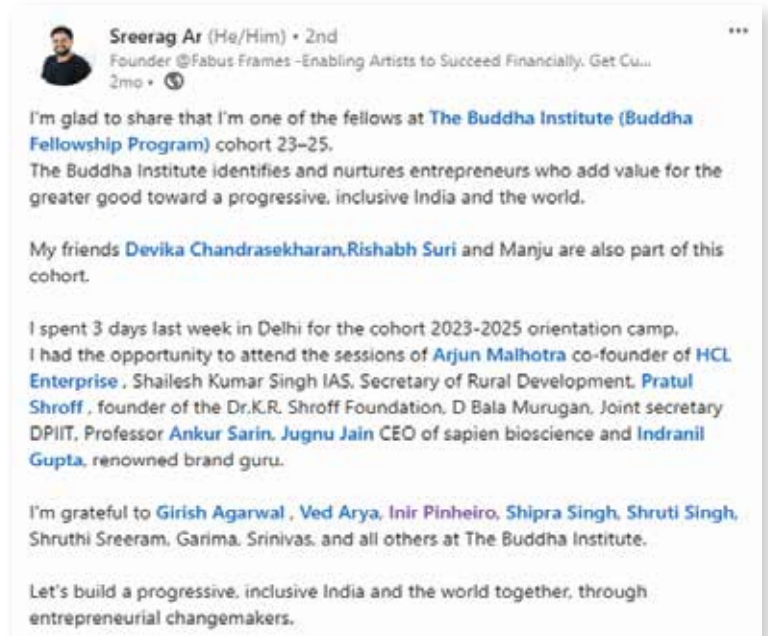 Sreerag Ar (He/Him) • 2nd
Founder @Fabus Frames -Enabling Artists to Succeed Financially. Get Cu...
2mo •
I'm glad to share that I'm one of the fellows at The Buddha Institute (Buddha
Fellowship Program) cohort 23–25.
The Buddha Institute identifies and nurtures entrepreneurs who add value for the
greater good toward a progressive, inclusive India and the world.
My friends Devika Chandrasekharan,Rishabh Suri and Manju are also part of this
cohort.
I spent 3 days last week in Delhi for the cohort 2023-2025 orientation camp.
I had the opportunity to attend the sessions of Arjun Malhotra co-founder of HCL
Enterprise , Shailesh Kumar Singh IAS, Secretary of Rural Development, Pratul
Shroff , founder of the Dr.K.R. Shroff Foundation, D Bala Murugan, Joint secretary
DPIIT, Professor Ankur Sarin, Jugnu Jain CEO of sapien bioscience and Indranil
Gupta, renowned brand guru.
I'm grateful to Girish Agarwal , Ved Arya, Inir Pinheiro, Shipra Singh, Shruti Singh,
Shruthi Sreeram, Garima, Srinivas, and all others at The Buddha Institute.
Let's build a progressive, inclusive India and the world together, through
entrepreneurial changemakers.